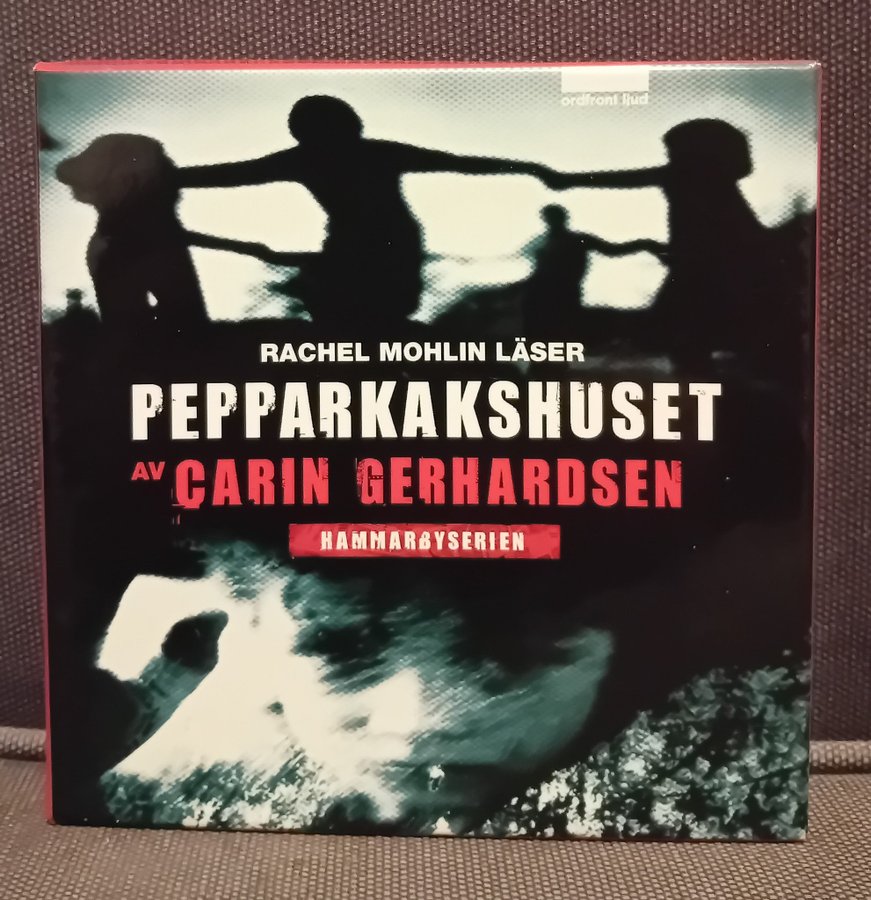 ordfront ljud
RACHEL MOHLIN LÄSER
PEPPARKAKSHUSET
AV CARIN GERHARDSEN
HAMMARBYSERIEN